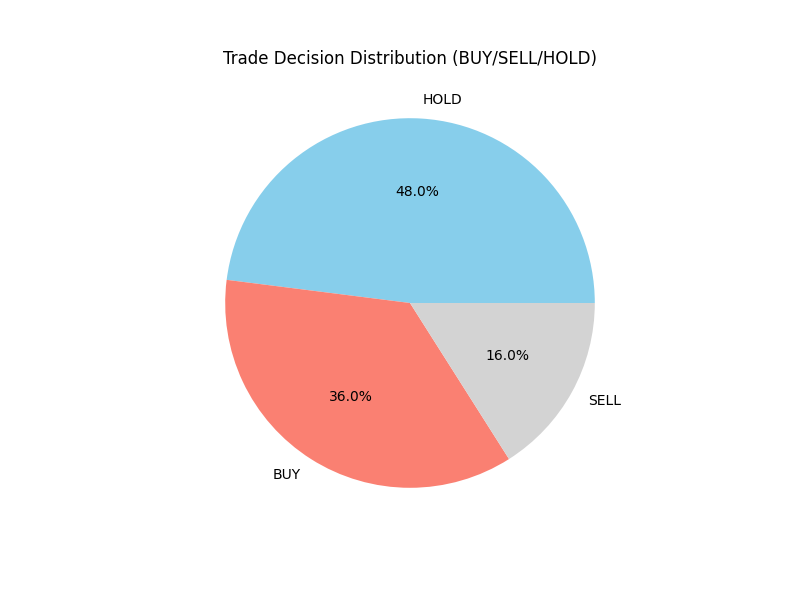 Trade Decision Distribution (BUY/SELL/HOLD)
HOLD
48.0%
16.0%
36.0%
SELL
BUY